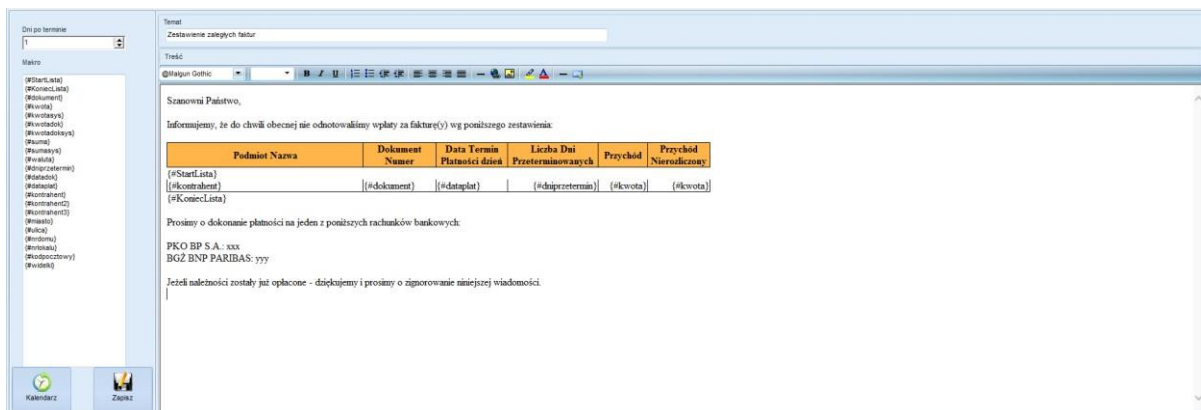 Dni po terminie
1
Makro
{#StartLista}
{#KoniecLista}
{#dokument}
{#kwota}
{#kwotasys}
{#kwotadok}
{#kwotadoksys}
{#suma}
{#sumasys}
{#waluta}
{#dniprzetermin}
{#datadok}
{#dataplat}
{#kontrahent}
{#kontrahent2}
{#kontrahent3}
{#miasto}
{#ulica}
{#nrdomu}
{#nrlokalu}
{#kodpocztowy}
{#widelki}
Kalendarz Zapisz
Temat
Zestawienie zaległych faktur
Treść
@Malgun Gothic B I U
Szanowni Państwo,
Informujemy, że do chwili obecnej nie odnotowaliśmy wpłaty za fakturę(y) wg poniższego zestawienia:
Podmiot Nazwa Dokument Numer Data Termin Płatności dzień Liczba Dni Przeterminowanych Przychód Przychód Nierozliczony
{#StartLista}
{#kontrahent} {#dokument} {#dataplat} {#dniprzetermin} {#kwota} {#kwota}
{#KoniecLista}
Prosimy o dokonanie płatności na jeden z poniższych rachunków bankowych:
PKO BP S.A.: xxx
BGŻ BNP PARIBAS: yyy
Jeżeli należności zostały już opłacone - dziękujemy i prosimy o zignorowanie niniejszej wiadomości.